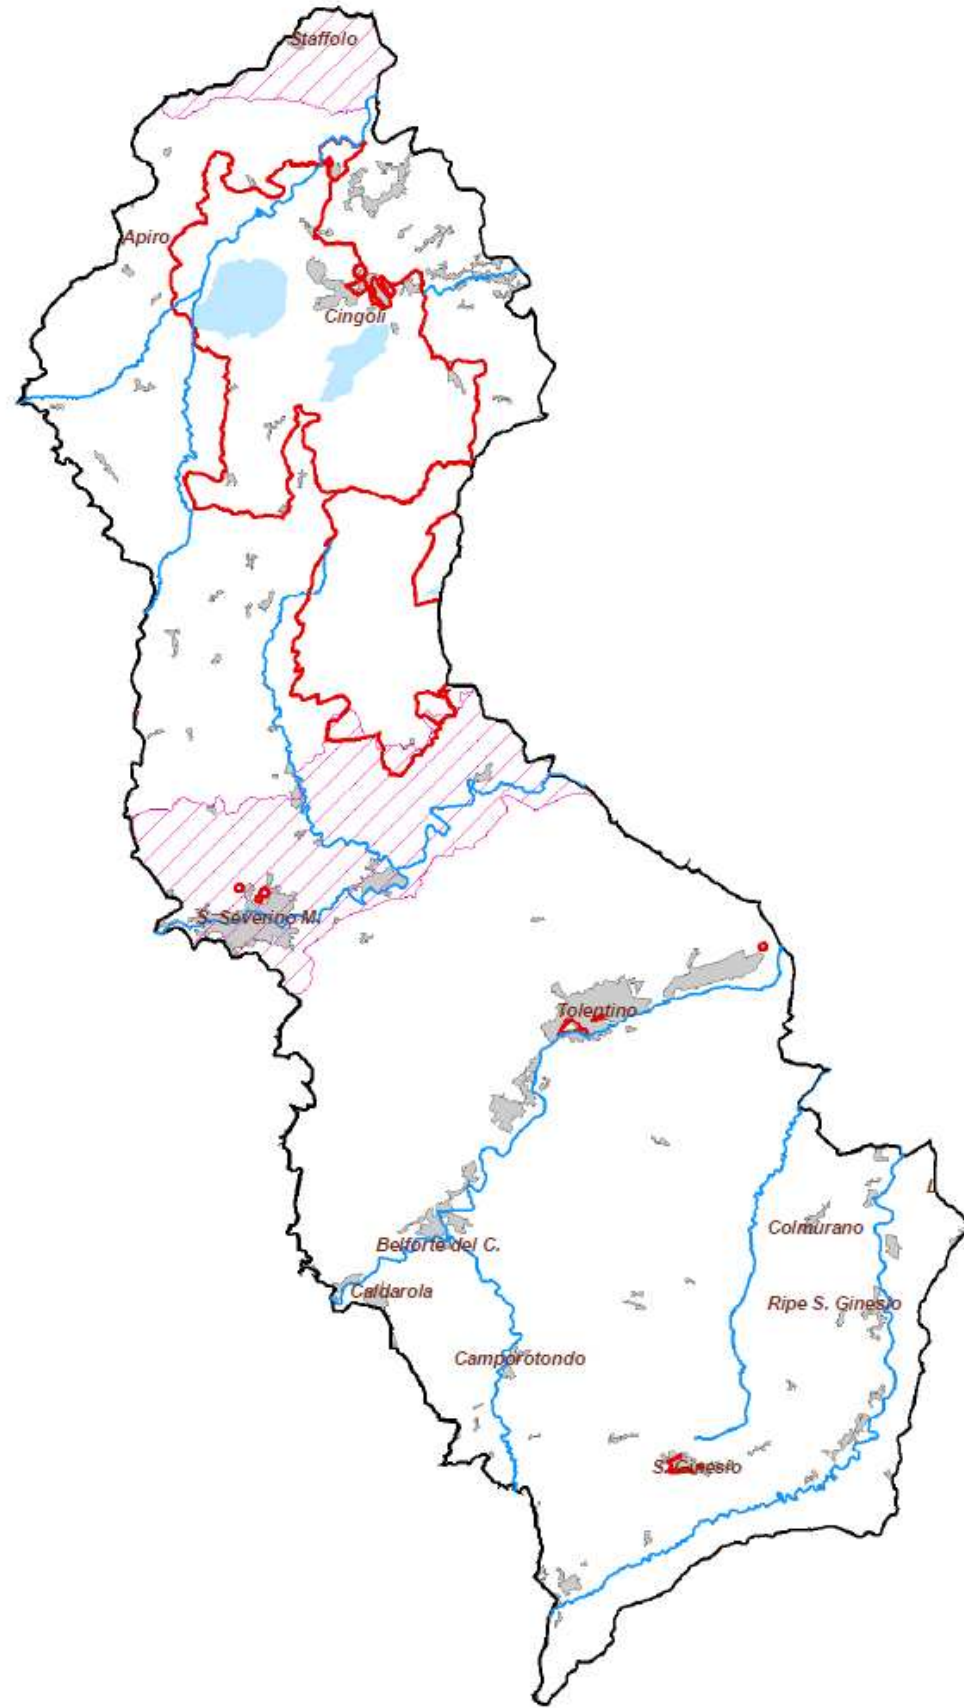 Staffolo
Apiro
Cingoli
S. Severino M.
Tolentino
L
Colmurano
Belforte del C.
Caldarola
Ripe S. Ginesio
Camporotondo
S. Ginesio